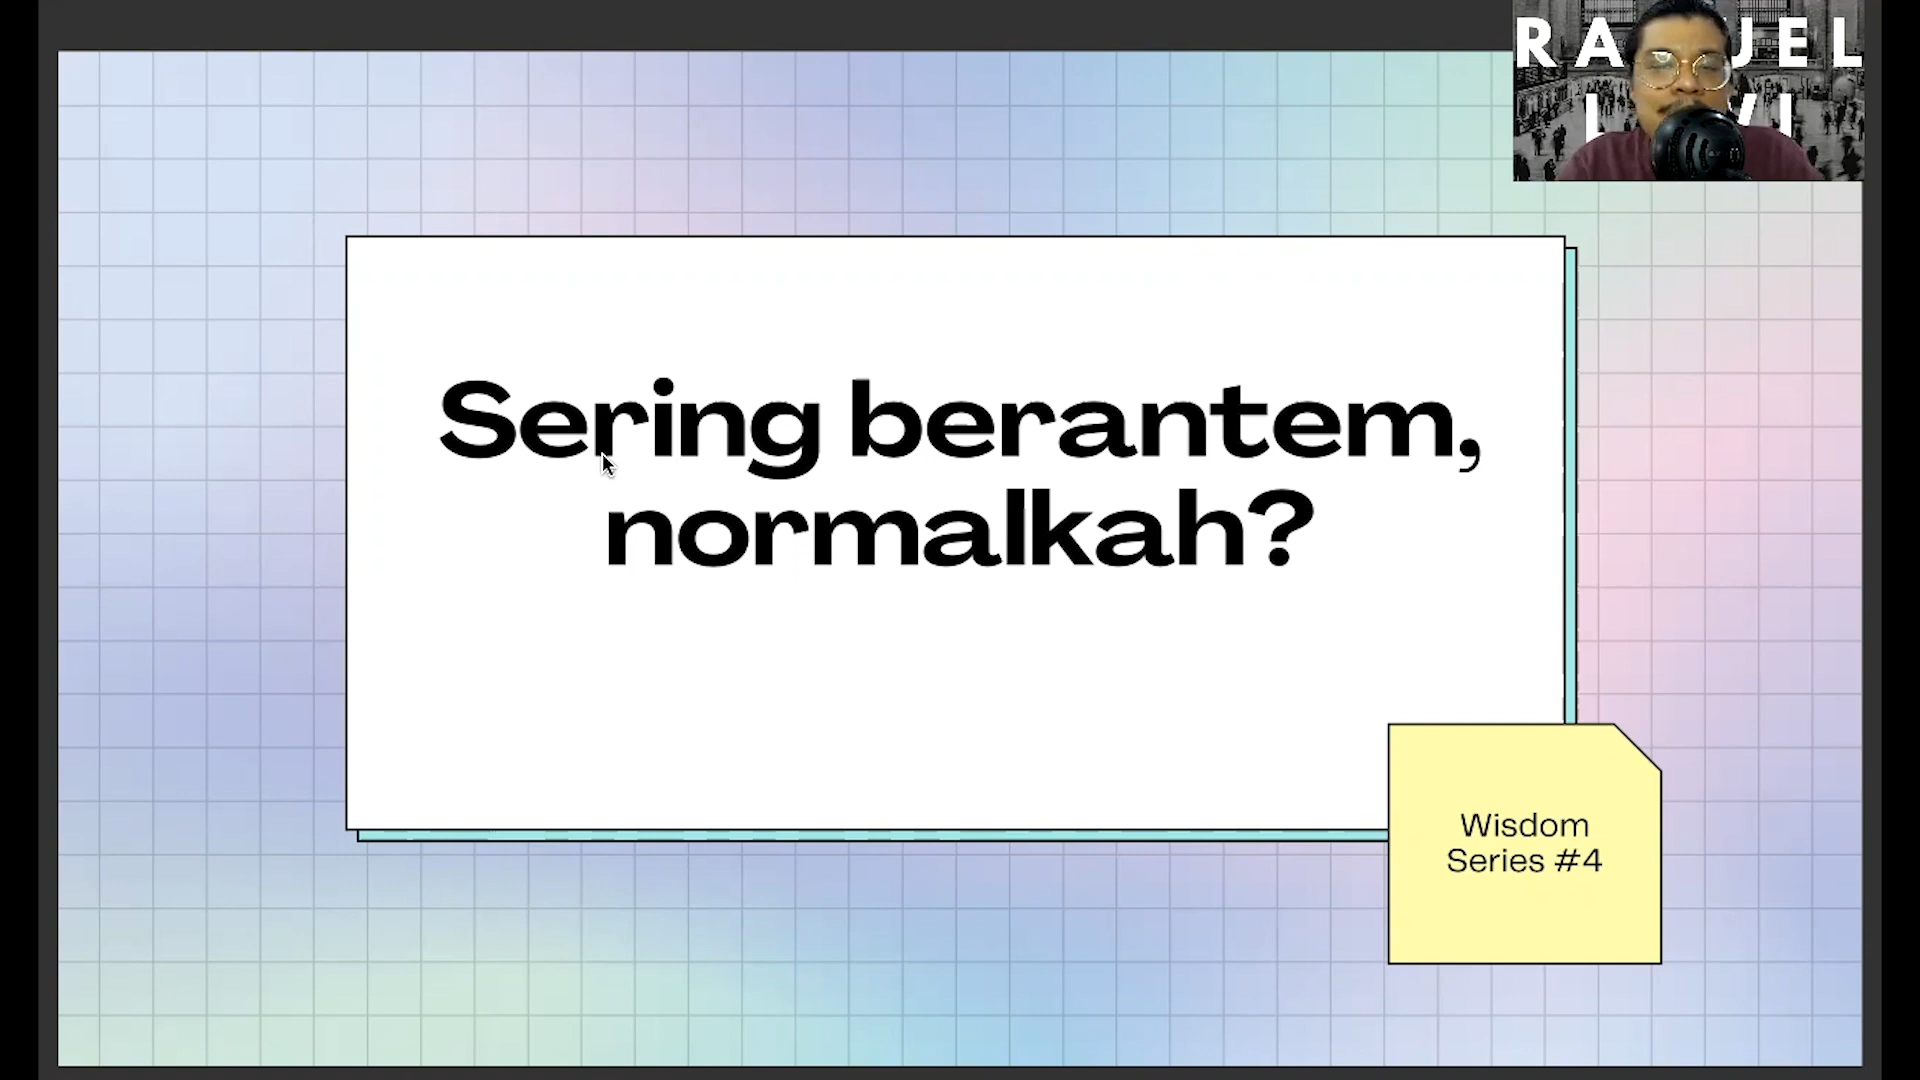 Sering berantem,
normalkah?
Wisdom
Series #4